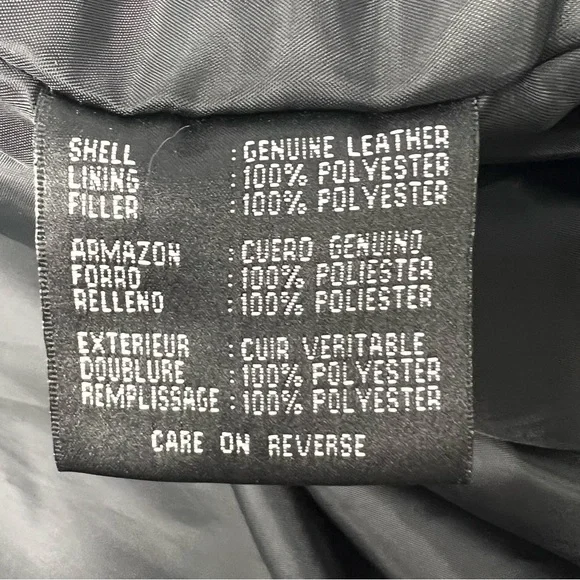 SHELL : GENUINE LEATHER
LINING : 100% POLYESTER
FILLER : 100% POLYESTER
ARMAZON : CUERO GENUINO
FORRO : 100% POLIESTER
RELLENO : 100% POLIESTER
EXTERIEUR : CUIR VERITABLE
DOUBLURE : 100% POLYESTER
REMPLISSAGE : 100% POLYESTER
CARE ON REVERSE